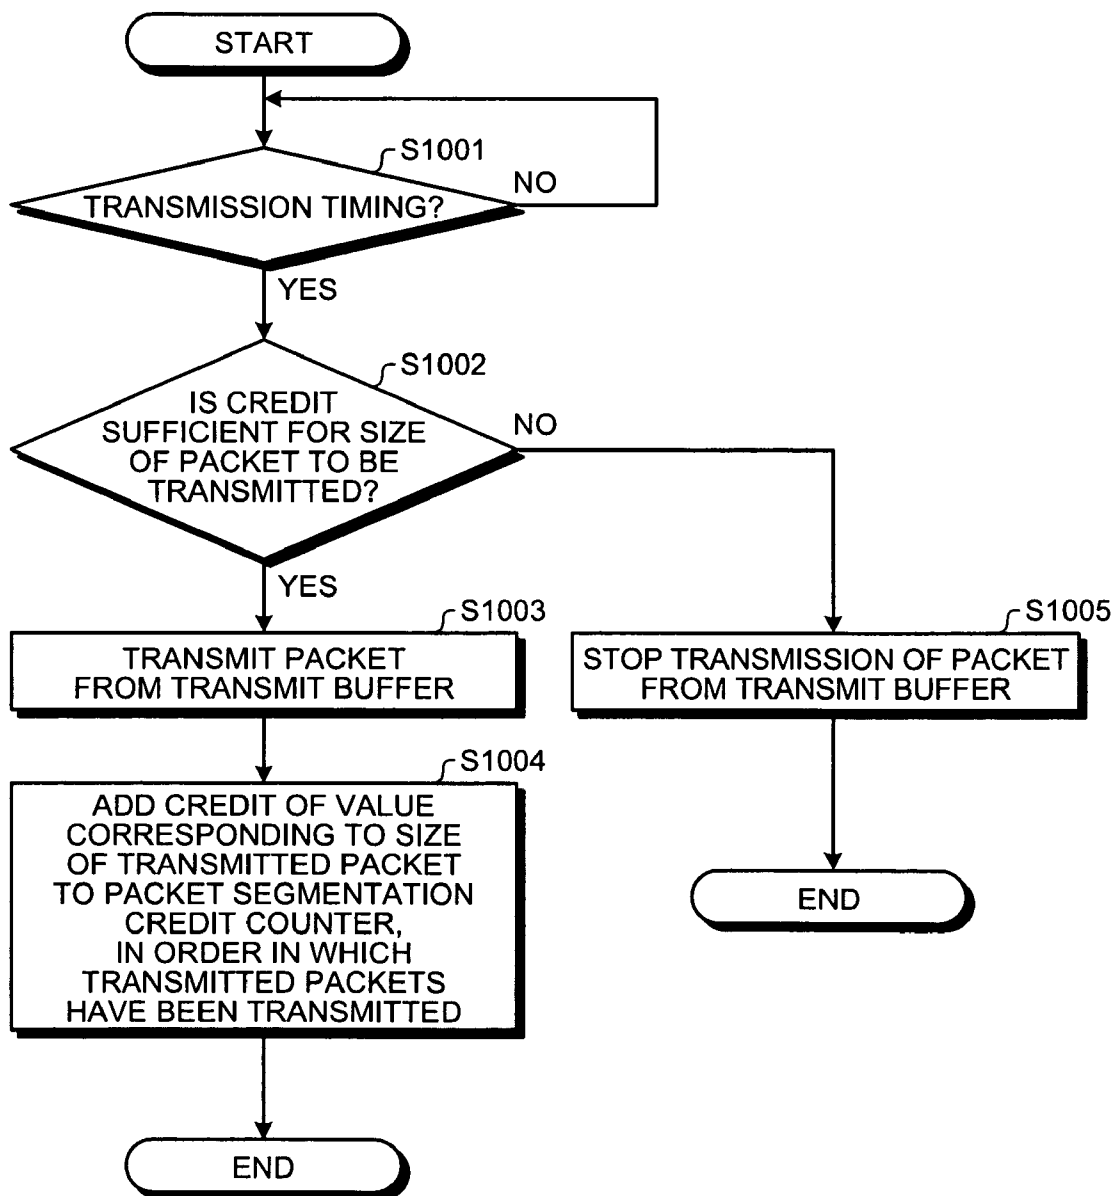 START
S1001
TRANSMISSION TIMING?
NO
YES
S1002
IS CREDIT
SUFFICIENT FOR SIZE
OF PACKET TO BE
TRANSMITTED?
NO
YES
S1003
TRANSMIT PACKET
FROM TRANSMIT BUFFER
S1005
STOP TRANSMISSION OF PACKET
FROM TRANSMIT BUFFER
S1004
ADD CREDIT OF VALUE
CORRESPONDING TO SIZE
OF TRANSMITTED PACKET
TO PACKET SEGMENTATION
CREDIT COUNTER,
IN ORDER IN WHICH
TRANSMITTED PACKETS
HAVE BEEN TRANSMITTED
END
END